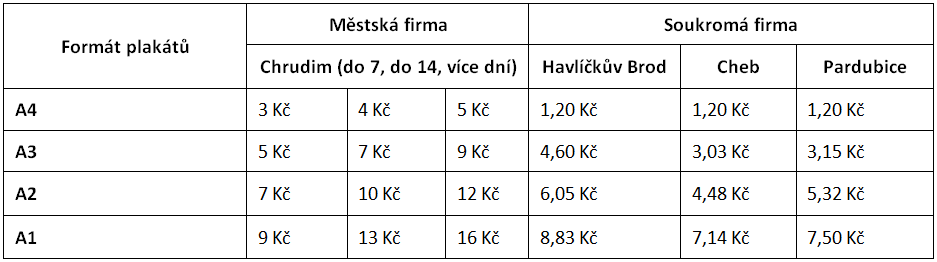 Formát plakátů Městská firma Soukromá firma
Chrudim (do 7, do 14, více dní) Havlíčkův Brod Cheb Pardubice
A4 3 Kč 4 Kč 5 Kč 1,20 Kč 1,20 Kč 1,20 Kč
A3 5 Kč 7 Kč 9 Kč 4,60 Kč 3,03 Kč 3,15 Kč
A2 7 Kč 10 Kč 12 Kč 6,05 Kč 4,48 Kč 5,32 Kč
A1 9 Kč 13 Kč 16 Kč 8,83 Kč 7,14 Kč 7,50 Kč